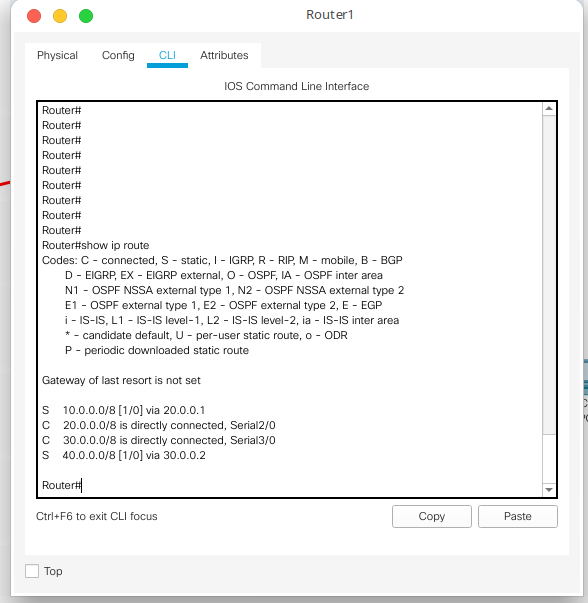 Router1
Physical Config CLI Attributes
IOS Command Line Interface
Router#
Router#
Router#
Router#
Router#
Router#
Router#
Router#
Router#
Router#show ip route
Codes: C - connected, S - static, I - IGRP, R - RIP, M - mobile, B - BGP
D - EIGRP, EX - EIGRP external, O - OSPF, IA - OSPF inter area
N1 - OSPF NSSA external type 1, N2 - OSPF NSSA external type 2
E1 - OSPF external type 1, E2 - OSPF external type 2, E - EGP
i - IS-IS, L1 - IS-IS level-1, L2 - IS-IS level-2, ia - IS-IS inter area
* - candidate default, U - per-user static route, o - ODR
P - periodic downloaded static route
Gateway of last resort is not set
S 10.0.0.0/8 [1/0] via 20.0.0.1
C 20.0.0.0/8 is directly connected, Serial2/0
C 30.0.0.0/8 is directly connected, Serial3/0
S 40.0.0.0/8 [1/0] via 30.0.0.2
Router#
Ctrl+F6 to exit CLI focus
Copy Paste
Top